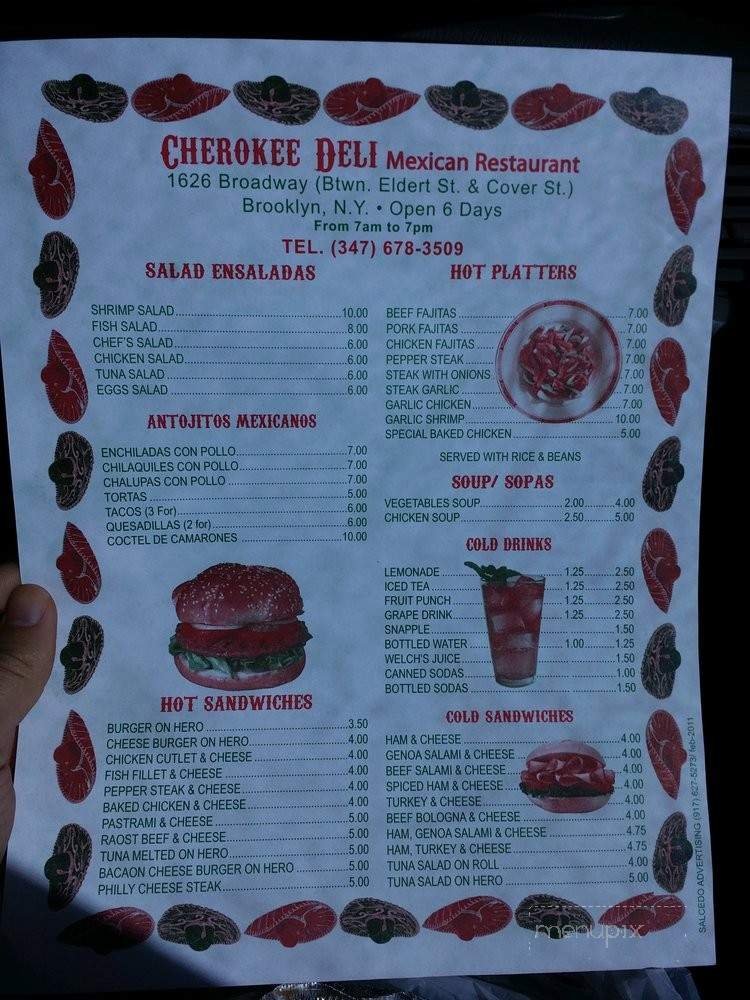 CHEROKEE DELI Mexican Restaurant
1626 Broadway (Btwn. Eldert St. & Cover St.)
Brooklyn, N.Y. • Open 6 Days
From 7am to 7pm
TEL. (347) 678-3509
SALAD ENSALADAS
SHRIMP SALAD 10.00
FISH SALAD 8.00
CHEF'S SALAD 6.00
CHICKEN SALAD 6.00
TUNA SALAD 6.00
EGGS SALAD 6.00
ANTOJITOS MEXICANOS
ENCHILADAS CON POLLO 7.00
CHILAQUILES CON POLLO 7.00
CHALUPAS CON POLLO 7.00
TORTAS 5.00
TACOS (3 For) 6.00
QUESADILLAS (2 for) 6.00
COCTEL DE CAMARONES 10.00
HOT SANDWICHES
BURGER ON HERO 3.50
CHEESE BURGER ON HERO 4.00
CHICKEN CUTLET & CHEESE 4.00
FISH FILLET & CHEESE 4.00
PEPPER STEAK & CHEESE 4.00
BAKED CHICKEN & CHEESE 4.00
PASTRAMI & CHEESE 5.00
RAOST BEEF & CHEESE 5.00
TUNA MELTED ON HERO 5.00
BACAON CHEESE BURGER ON HERO 5.00
PHILLY CHEESE STEAK 5.00
HOT PLATTERS
BEEF FAJITAS 7.00
PORK FAJITAS 7.00
CHICKEN FAJITAS 7.00
PEPPER STEAK 7.00
STEAK WITH ONIONS 7.00
STEAK GARLIC 7.00
GARLIC CHICKEN 7.00
GARLIC SHRIMP 10.00
SPECIAL BAKED CHICKEN 5.00
SERVED WITH RICE & BEANS
SOUP/ SOPAS
VEGETABLES SOUP 2.00 4.00
CHICKEN SOUP 2.50 5.00
COLD DRINKS
LEMONADE 1.25 2.50
ICED TEA 1.25 2.50
FRUIT PUNCH 1.25 2.50
GRAPE DRINK 1.25 2.50
SNAPPLE 1.50
BOTTLED WATER 1.00 1.25
WELCH'S JUICE 1.50
CANNED SODAS 1.00
BOTTLED SODAS 1.50
COLD SANDWICHES
HAM & CHEESE 4.00
GENOA SALAMI & CHEESE 4.00
BEEF SALAMI & CHEESE 4.00
SPICED HAM & CHEESE 4.00
TURKEY & CHEESE 4.00
BEEF BOLOGNA & CHEESE 4.00
HAM, GENOA SALAMI & CHEESE 4.75
HAM, TURKEY & CHEESE 4.75
TUNA SALAD ON ROLL 4.00
TUNA SALAD ON HERO 5.00
SALCEDO ADVERTISING (917) 627-5273/ feb-2011
menupix